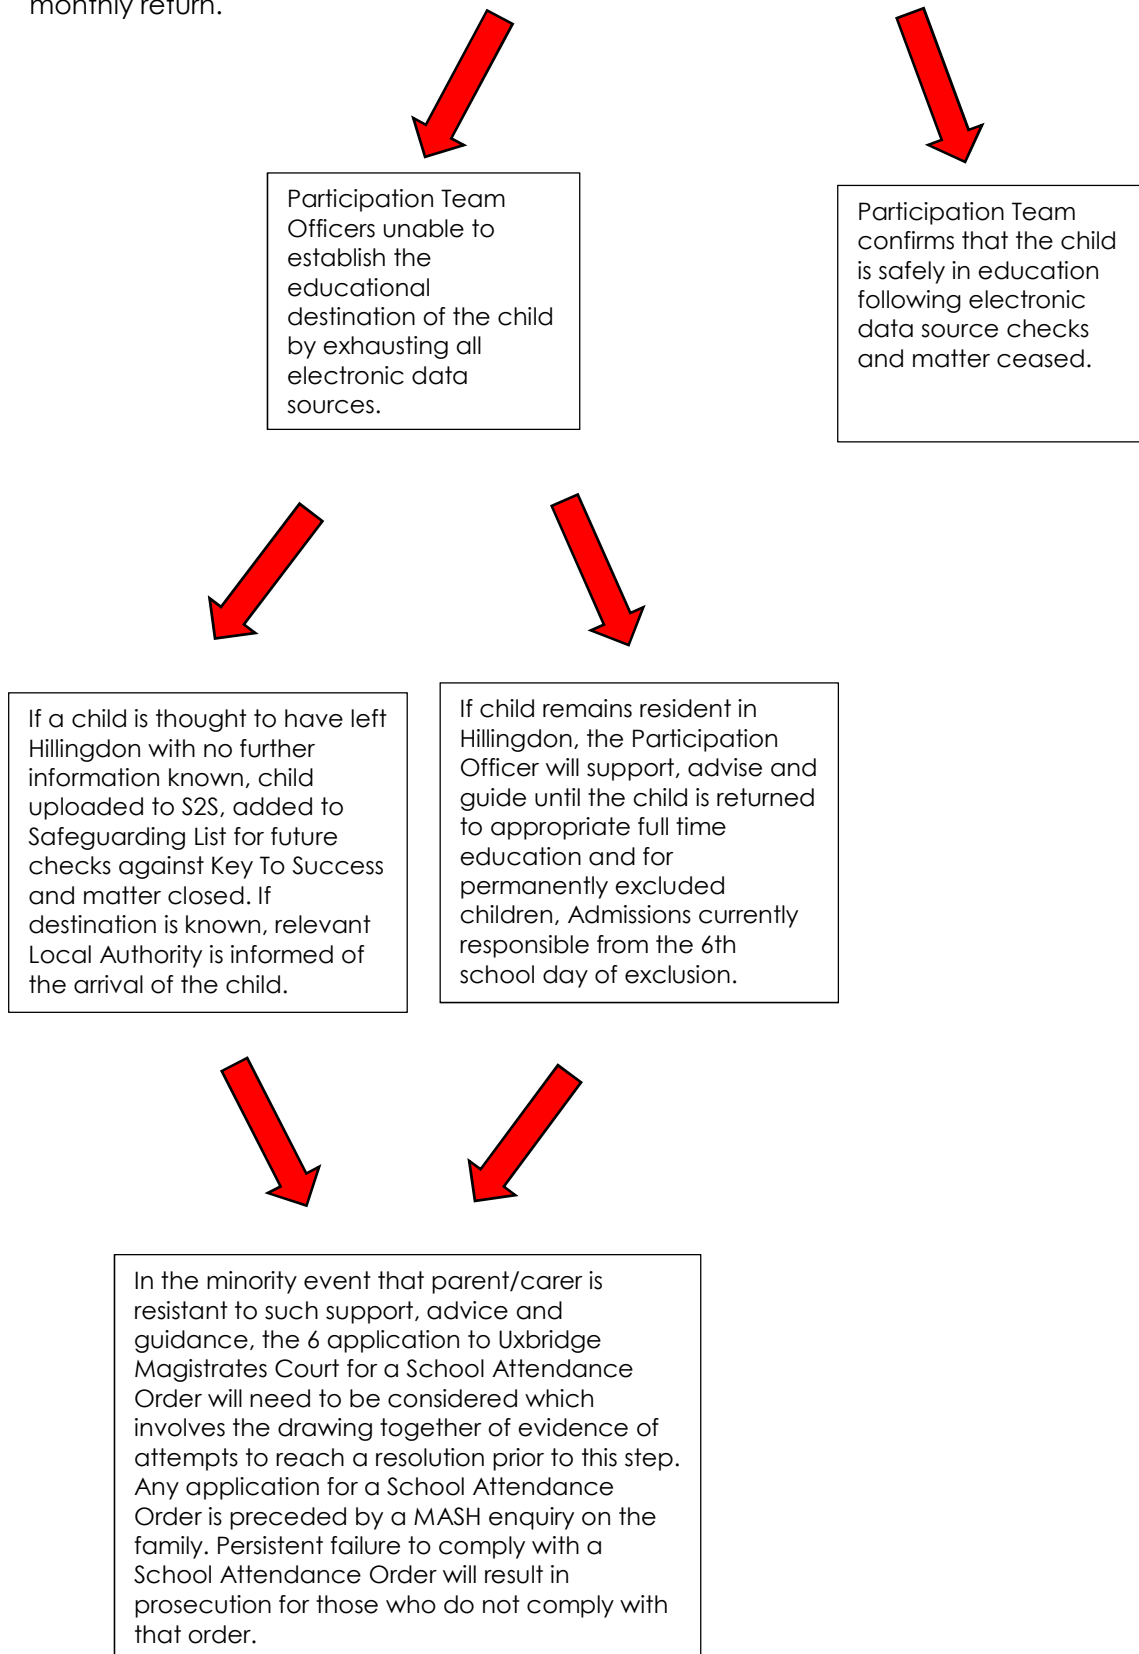 monthly return.
Participation Team
Officers unable to
establish the
educational
destination of the child
by exhausting all
electronic data
sources.
Participation Team
confirms that the child
is safely in education
following electronic
data source checks
and matter ceased.
If a child is thought to have left
Hillingdon with no further
information known, child
uploaded to S2S, added to
Safeguarding List for future
checks against Key To Success
and matter closed. If
destination is known, relevant
Local Authority is informed of
the arrival of the child.
If child remains resident in
Hillingdon, the Participation
Officer will support, advise and
guide until the child is returned
to appropriate full time
education and for
permanently excluded
children, Admissions currently
responsible from the 6th
school day of exclusion.
In the minority event that parent/carer is
resistant to such support, advice and
guidance, the 6 application to Uxbridge
Magistrates Court for a School Attendance
Order will need to be considered which
involves the drawing together of evidence of
attempts to reach a resolution prior to this step.
Any application for a School Attendance
Order is preceded by a MASH enquiry on the
family. Persistent failure to comply with a
School Attendance Order will result in
prosecution for those who do not comply with
that order.